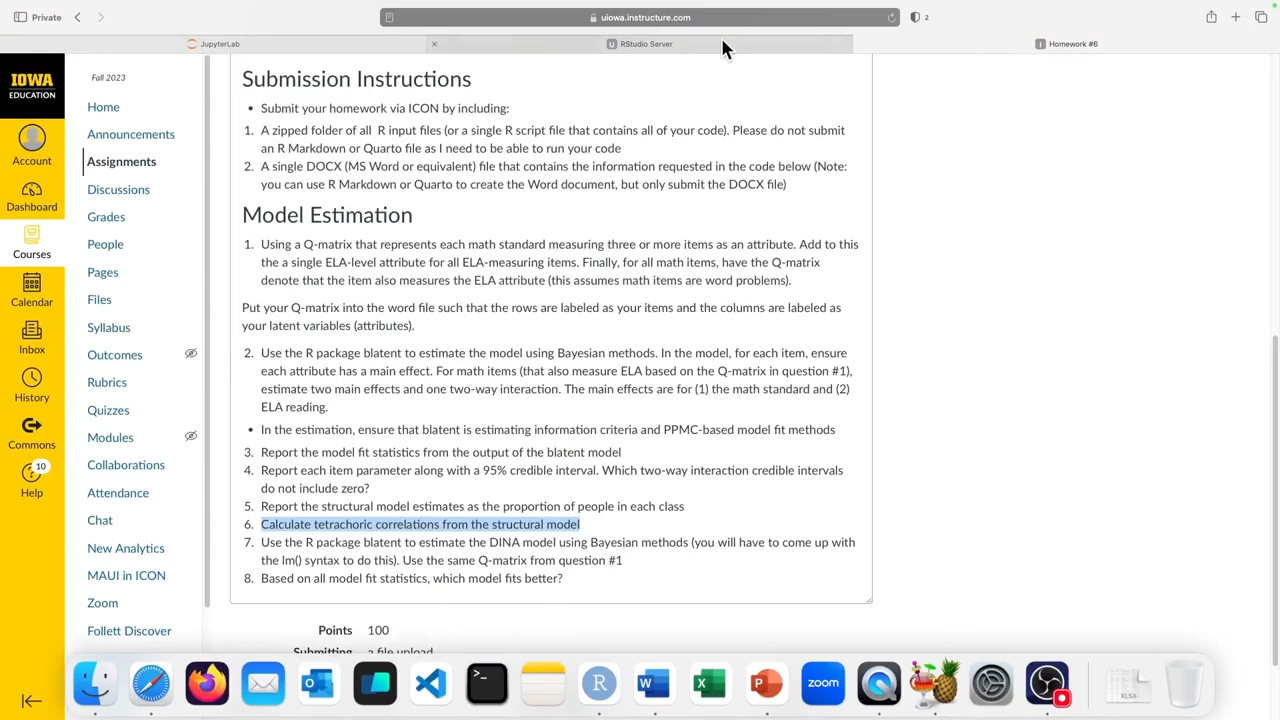 Private
uiowa.instructure.com
2
JupyterLab
RStudio Server
Homework #6
IOWA
EDUCATION
Account
Dashboard
Courses
Calendar
Inbox
History
Commons
10
Help
Fall 2023
Home
Announcements
Assignments
Discussions
Grades
People
Pages
Files
Syllabus
Outcomes
Rubrics
Quizzes
Modules
Collaborations
Attendance
Chat
New Analytics
MAUI in ICON
Zoom
Follett Discover
Submission Instructions
• Submit your homework via ICON by including:
1. A zipped folder of all R input files (or a single R script file that contains all of your code). Please do not submit
an R Markdown or Quarto file as I need to be able to run your code
2. A single DOCX (MS Word or equivalent) file that contains the information requested in the code below (Note:
you can use R Markdown or Quarto to create the Word document, but only submit the DOCX file)
Model Estimation
1. Using a Q-matrix that represents each math standard measuring three or more items as an attribute. Add to this
the a single ELA-level attribute for all ELA-measuring items. Finally, for all math items, have the Q-matrix
denote that the item also measures the ELA attribute (this assumes math items are word problems).
Put your Q-matrix into the word file such that the rows are labeled as your items and the columns are labeled as
your latent variables (attributes).
2. Use the R package blatent to estimate the model using Bayesian methods. In the model, for each item, ensure
each attribute has a main effect. For math items (that also measure ELA based on the Q-matrix in question #1),
estimate two main effects and one two-way interaction. The main effects are for (1) the math standard and (2)
ELA reading.
• In the estimation, ensure that blatent is estimating information criteria and PPMC-based model fit methods
3. Report the model fit statistics from the output of the blatent model
4. Report each item parameter along with a 95% credible interval. Which two-way interaction credible intervals
do not include zero?
5. Report the structural model estimates as the proportion of people in each class
6. Calculate tetrachoric correlations from the structural model
7. Use the R package blatent to estimate the DINA model using Bayesian methods (you will have to come up with
the lm() syntax to do this). Use the same Q-matrix from question #1
8. Based on all model fit statistics, which model fits better?
Points 100
Submitting a file upload
zoom
XLSA